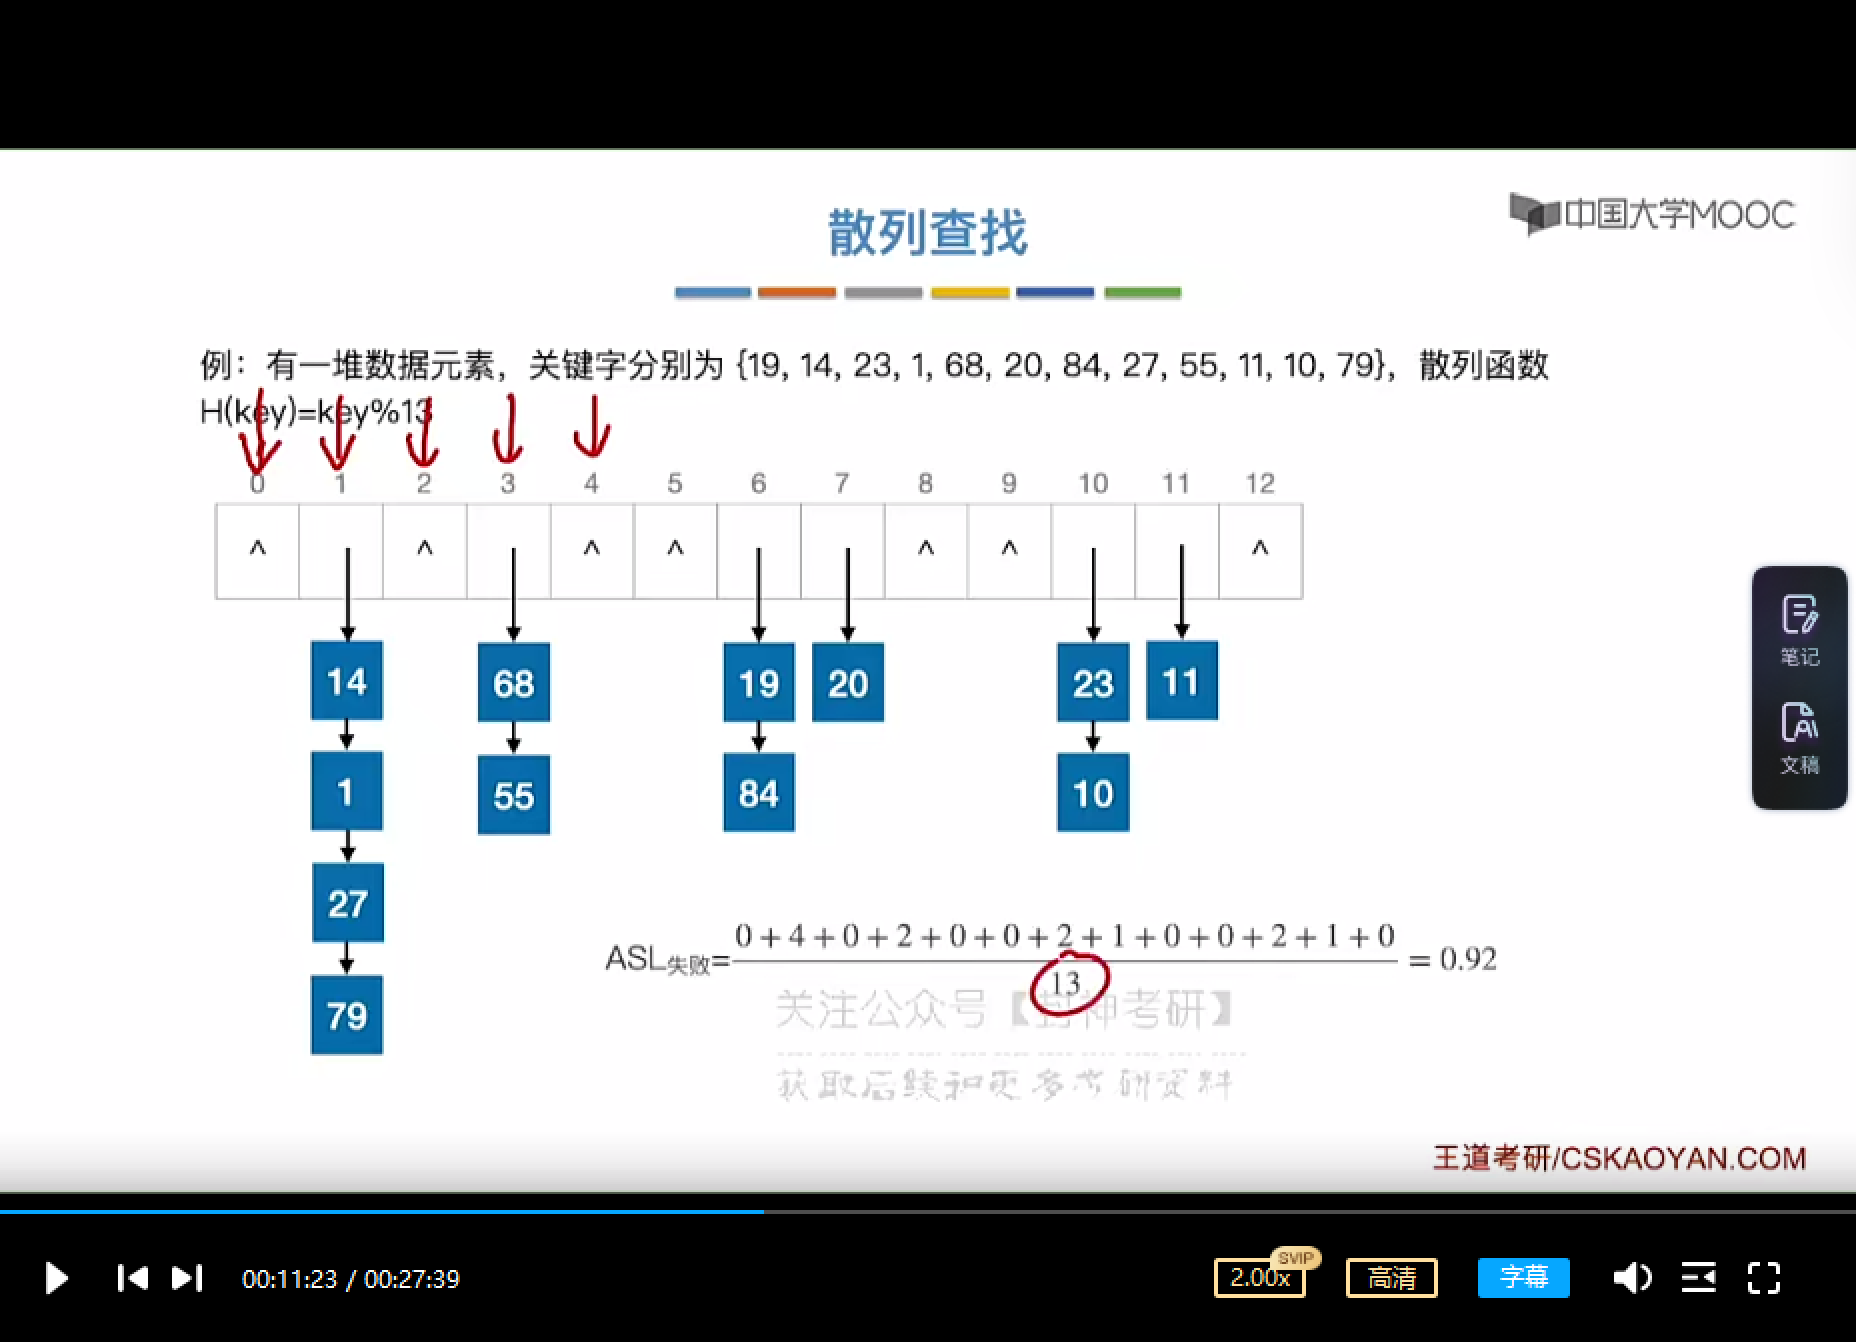 中国大学MOOC
散列查找
例：有一堆数据元素，关键字分别为 {19, 14, 23, 1, 68, 20, 84, 27, 55, 11, 10, 79}，散列函数
H(key)=key%13
0 1 2 3 4 5 6 7 8 9 10 11 12
^ ^ ^ ^ ^ ^ ^
14 68 19 20 23 11
1 55 84 10
27
79
ASL失败= 0+4+0+2+0+0+2+1+0+0+2+1+0 / 13 = 0.92
关注公众号【封神考研】
获取后续和更多考研资料
王道考研/CSKAOYAN.COM
笔记
文稿
00:11:23 / 00:27:39
2.00x
SVIP
高清
字幕